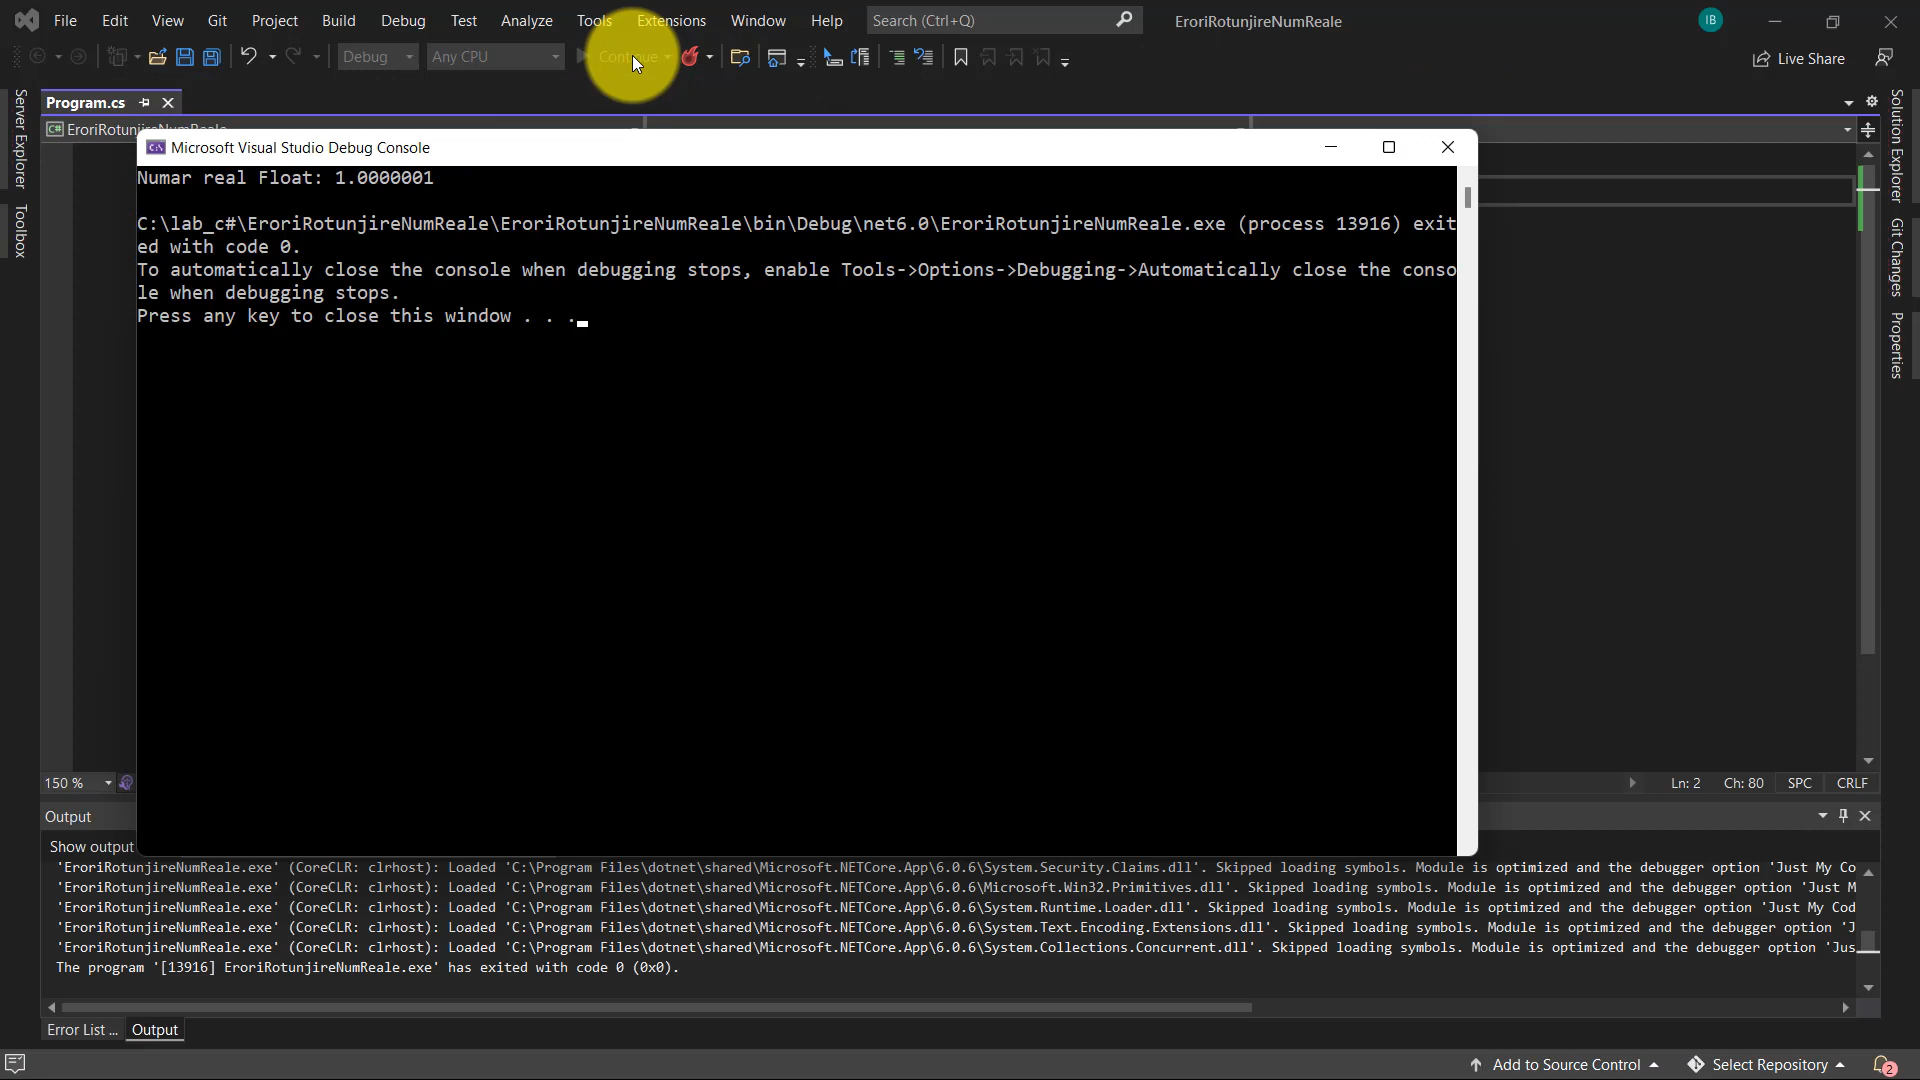 File Edit View Git Project Build Debug Test Analyze Tools Extensions Window Help Search (Ctrl+Q) EroriRotunjireNumReale IB
Debug Any CPU Continue Live Share
Program.cs
EroriRotunjireNumReale
Server Explorer
Toolbox
Solution Explorer
Git Changes
Properties
Microsoft Visual Studio Debug Console
Numar real Float: 1.0000001
C:\lab_c#\EroriRotunjireNumReale\EroriRotunjireNumReale\bin\Debug\net6.0\EroriRotunjireNumReale.exe (process 13916) exit
ed with code 0.
To automatically close the console when debugging stops, enable Tools->Options->Debugging->Automatically close the conso
le when debugging stops.
Press any key to close this window . . .
150 % Ln: 2 Ch: 80 SPC CRLF
Output
Show output
'EroriRotunjireNumReale.exe' (CoreCLR: clrhost): Loaded 'C:\Program Files\dotnet\shared\Microsoft.NETCore.App\6.0.6\System.Security.Claims.dll'. Skipped loading symbols. Module is optimized and the debugger option 'Just My Co
'EroriRotunjireNumReale.exe' (CoreCLR: clrhost): Loaded 'C:\Program Files\dotnet\shared\Microsoft.NETCore.App\6.0.6\Microsoft.Win32.Primitives.dll'. Skipped loading symbols. Module is optimized and the debugger option 'Just M
'EroriRotunjireNumReale.exe' (CoreCLR: clrhost): Loaded 'C:\Program Files\dotnet\shared\Microsoft.NETCore.App\6.0.6\System.Runtime.Loader.dll'. Skipped loading symbols. Module is optimized and the debugger option 'Just My Cod
'EroriRotunjireNumReale.exe' (CoreCLR: clrhost): Loaded 'C:\Program Files\dotnet\shared\Microsoft.NETCore.App\6.0.6\System.Text.Encoding.Extensions.dll'. Skipped loading symbols. Module is optimized and the debugger option 'J
'EroriRotunjireNumReale.exe' (CoreCLR: clrhost): Loaded 'C:\Program Files\dotnet\shared\Microsoft.NETCore.App\6.0.6\System.Collections.Concurrent.dll'. Skipped loading symbols. Module is optimized and the debugger option 'Jus
The program '[13916] EroriRotunjireNumReale.exe' has exited with code 0 (0x0).
Error List ... Output
Add to Source Control Select Repository 2